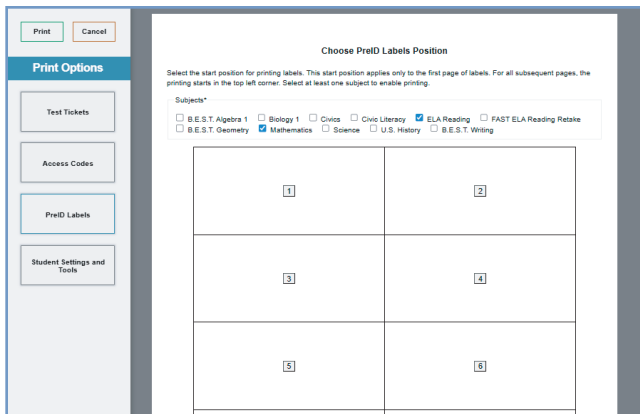 Print Cancel
Print Options
Test Tickets
Access Codes
PreID Labels
Student Settings and
Tools
Choose PreID Labels Position
Select the start position for printing labels. This start position applies only to the first page of labels. For all subsequent pages, the
printing starts in the top left corner. Select at least one subject to enable printing.
Subjects*
B.E.S.T. Algebra 1 Biology 1 Civics Civic Literacy ELA Reading FAST ELA Reading Retake
B.E.S.T. Geometry Mathematics Science U.S. History B.E.S.T. Writing
1 2
3 4
5 6